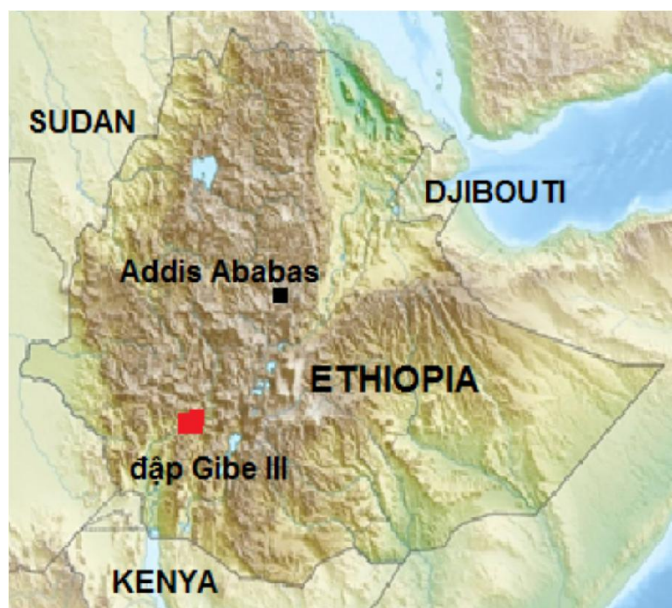 SUDAN
DJIBOUTI
Addis Ababas
ETHIOPIA
đập Gibe III
KENYA